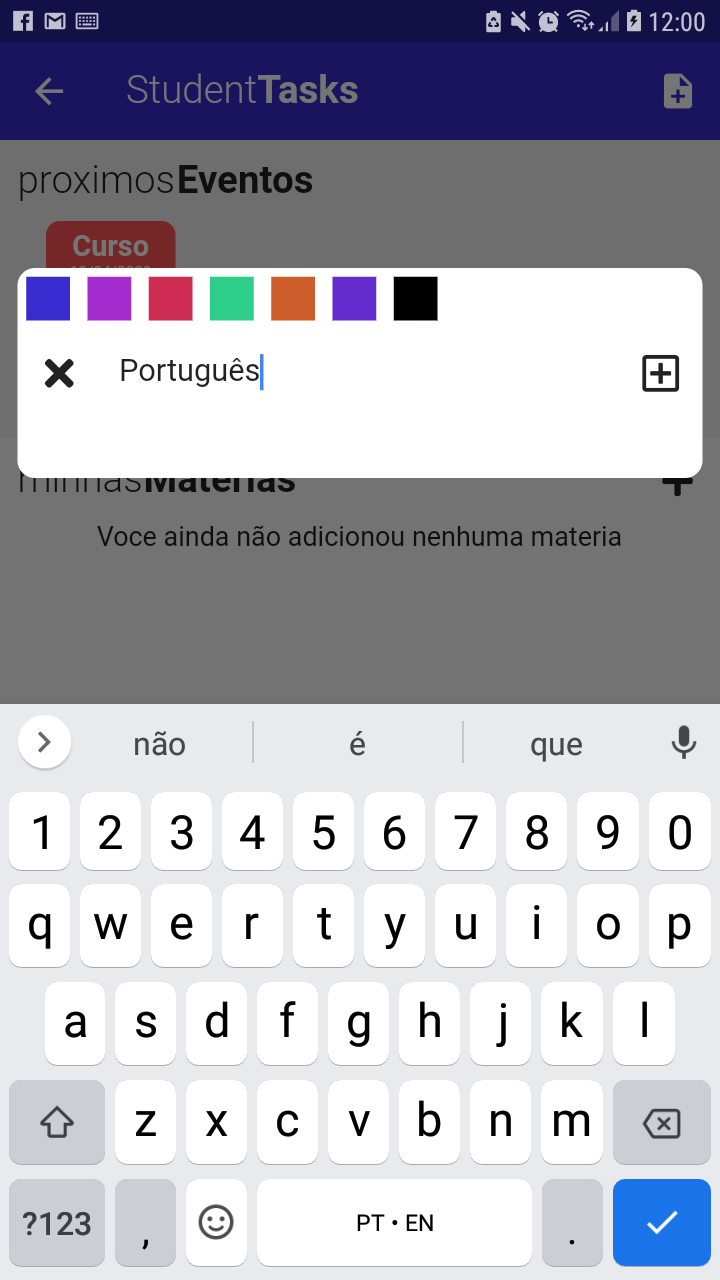 12:00
StudentTasks
proximosEventos
Curso
Português
minhasMaterias
Voce ainda não adicionou nenhuma materia
não é que
1 2 3 4 5 6 7 8 9 0
q w e r t y u i o p
a s d f g h j k l
z x c v b n m
?123 , PT • EN .